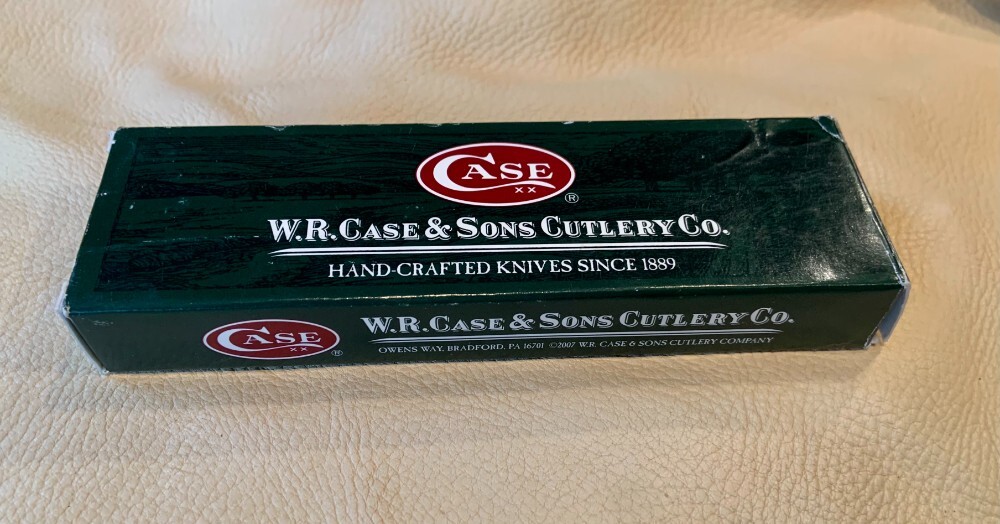 CASE
XX
®
W.R. CASE & SONS CUTLERY CO.
HAND-CRAFTED KNIVES SINCE 1889
CASE
XX
®
W.R. CASE & SONS CUTLERY CO.
OWENS WAY, BRADFORD, PA 16701 ©2007 W.R. CASE & SONS CUTLERY COMPANY